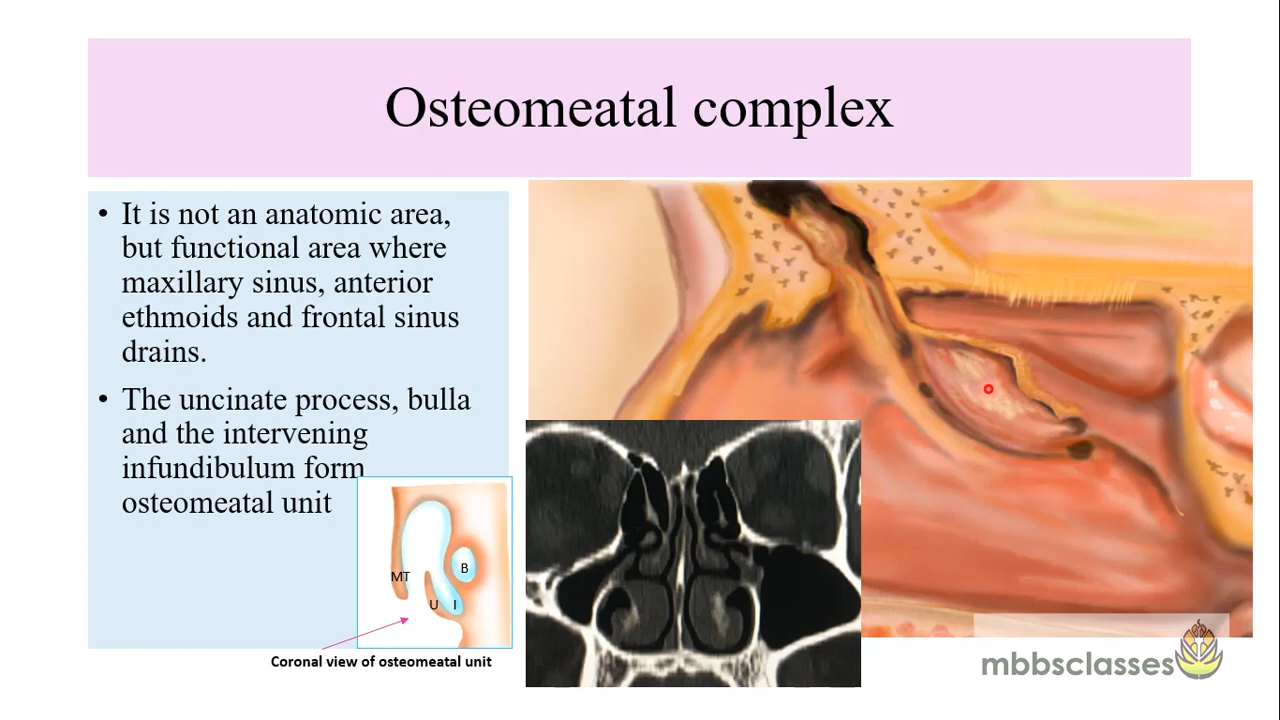 Osteomeatal complex
• It is not an anatomic area,
but functional area where
maxillary sinus, anterior
ethmoids and frontal sinus
drains.
• The uncinate process, bulla
and the intervening
infundibulum form
osteomeatal unit
MT
B
U
I
Coronal view of osteomeatal unit
mbbsclasses